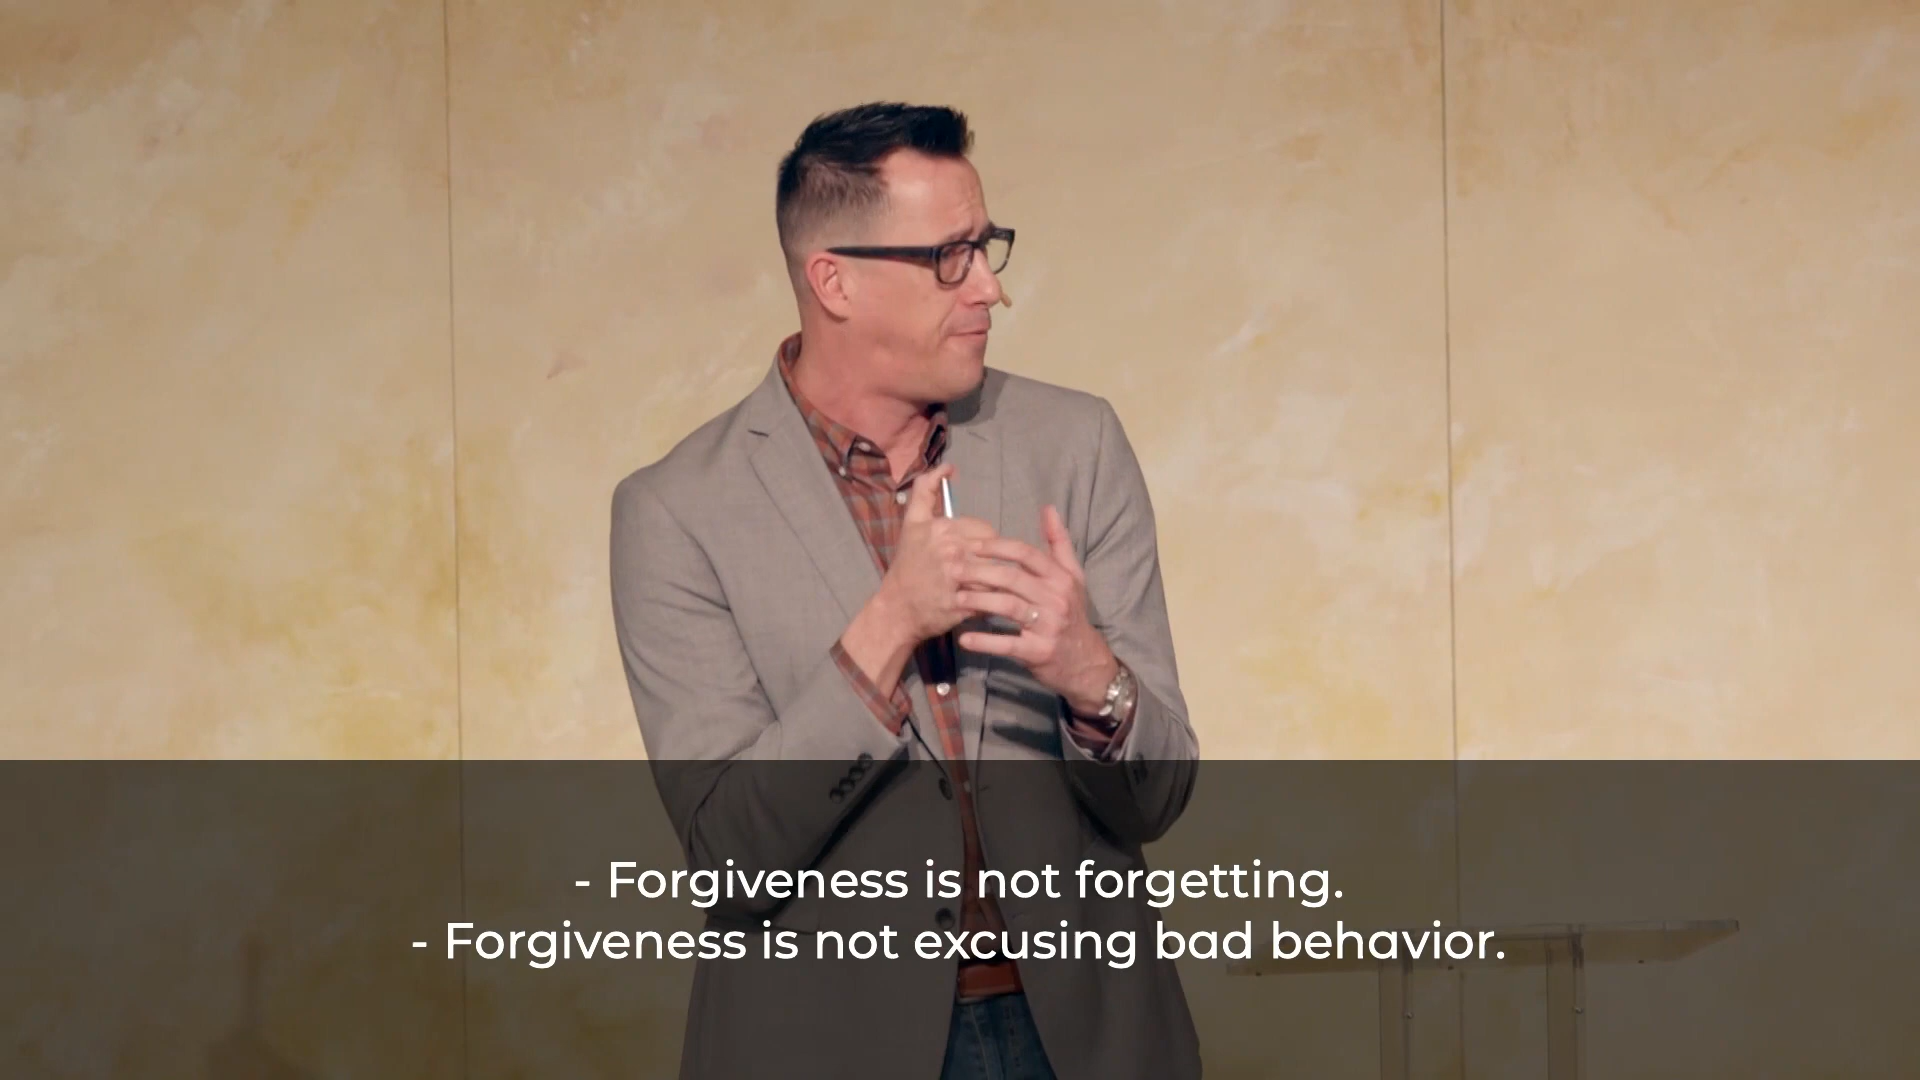 - Forgiveness is not forgetting.
- Forgiveness is not excusing bad behavior.